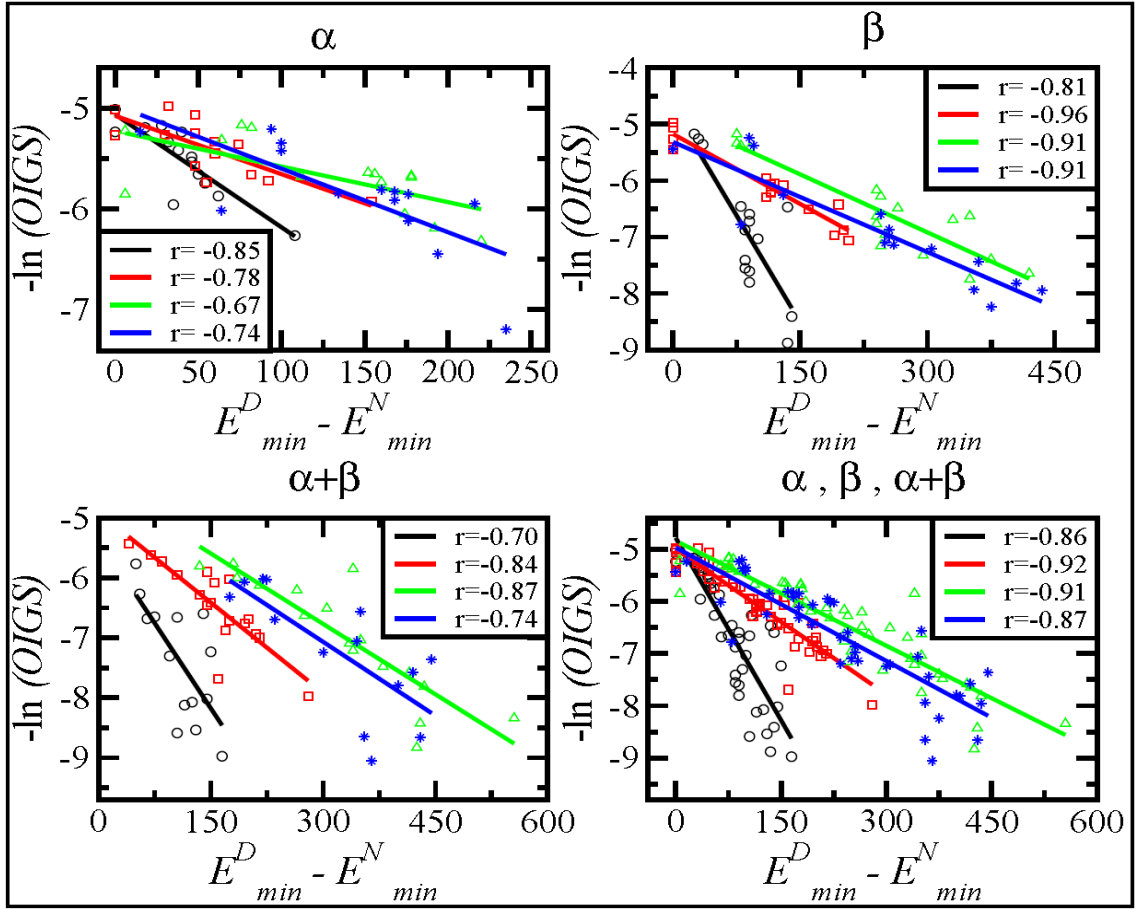 α
-ln (OIGS)
-5
-6
-7
r= -0.85
r= -0.78
r= -0.67
r= -0.74
0 50 100 150 200 250
E^D_min - E^N_min
β
-ln (OIGS)
-4
-5
-6
-7
-8
-9
r= -0.81
r= -0.96
r= -0.91
r= -0.91
0 150 300 450
E^D_min - E^N_min
α+β
-ln (OIGS)
-5
-6
-7
-8
-9
r=-0.70
r=-0.84
r=-0.87
r=-0.74
0 150 300 450 600
E^D_min - E^N_min
α , β , α+β
-ln (OIGS)
-5
-6
-7
-8
-9
r=-0.86
r=-0.92
r=-0.91
r=-0.87
0 150 300 450 600
E^D_min - E^N_min